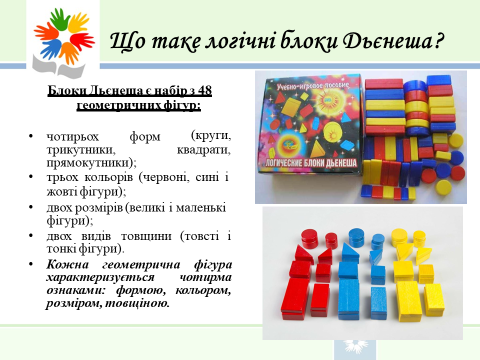 Що таке логічні блоки Дьєнеша?
Блоки Дьєнеша є набір з 48
геометричних фігур:
• чотирьох форм (круги,
трикутники, квадрати,
прямокутники);
• трьох кольорів (червоні, сині і
жовті фігури);
• двох розмірів (великі і маленькі
фігури);
• двох видів товщини (товсті і
тонкі фігури).
• Кожна геометрична фігура
характеризується чотирма
ознаками: формою, кольором,
розміром, товщиною.
Учебно-игровое пособие
ЛОГИЧЕСКИЕ БЛОКИ ДЬЕНЕША